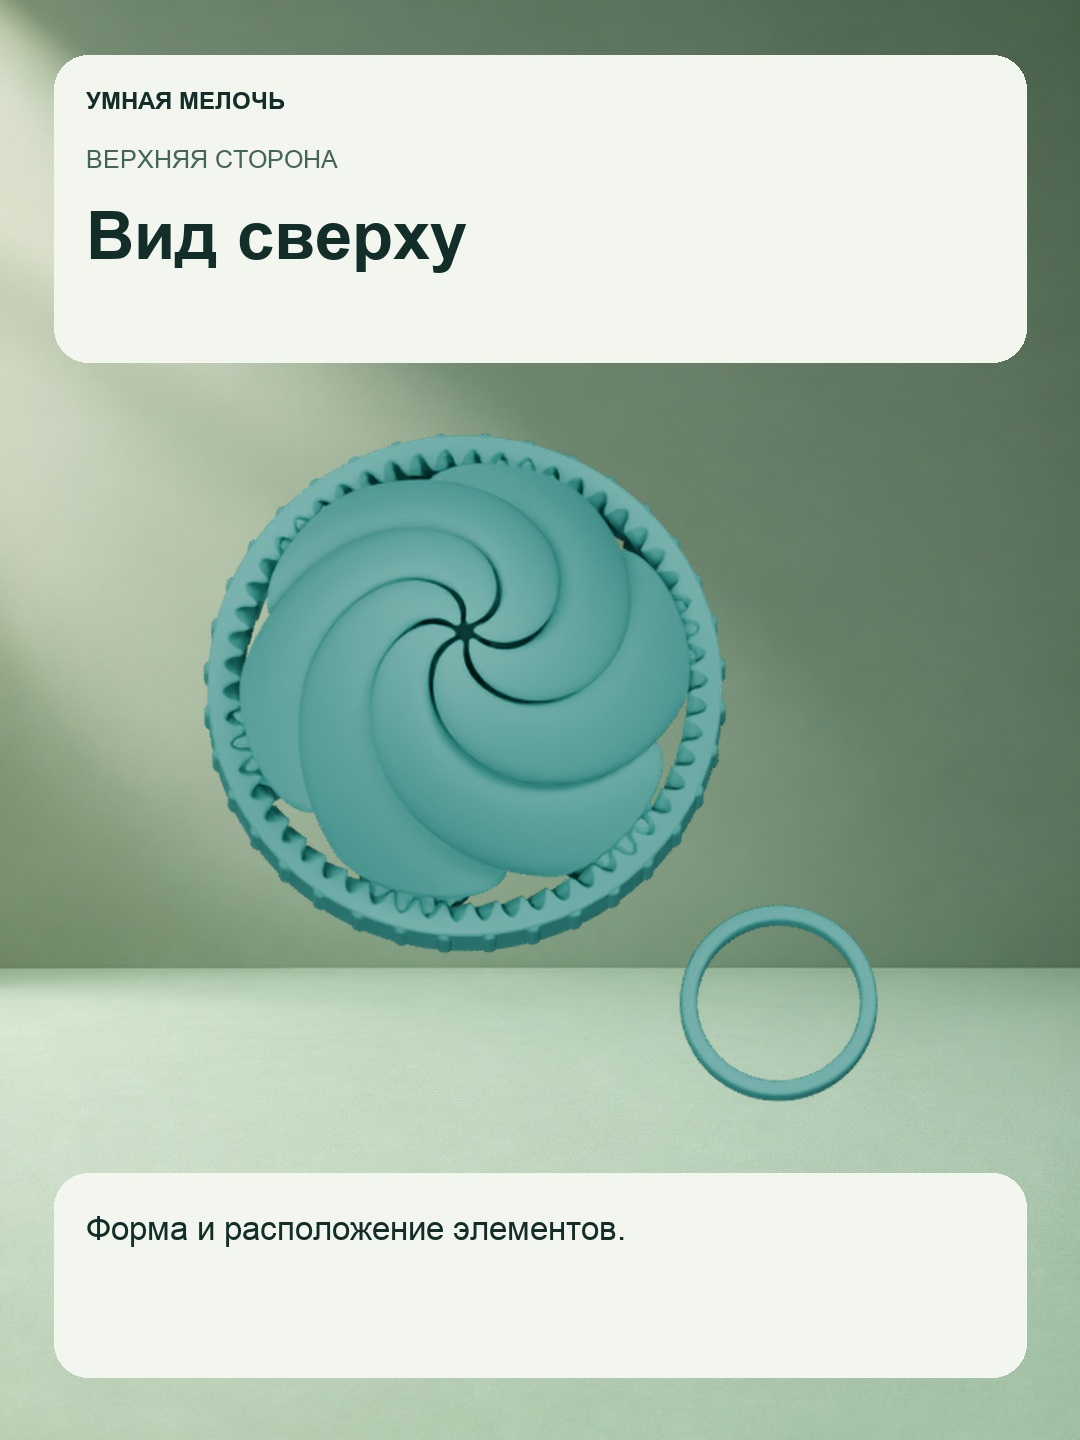 УМНАЯ МЕЛОЧЬ
ВЕРХНЯЯ СТОРОНА
Вид сверху
Форма и расположение элементов.